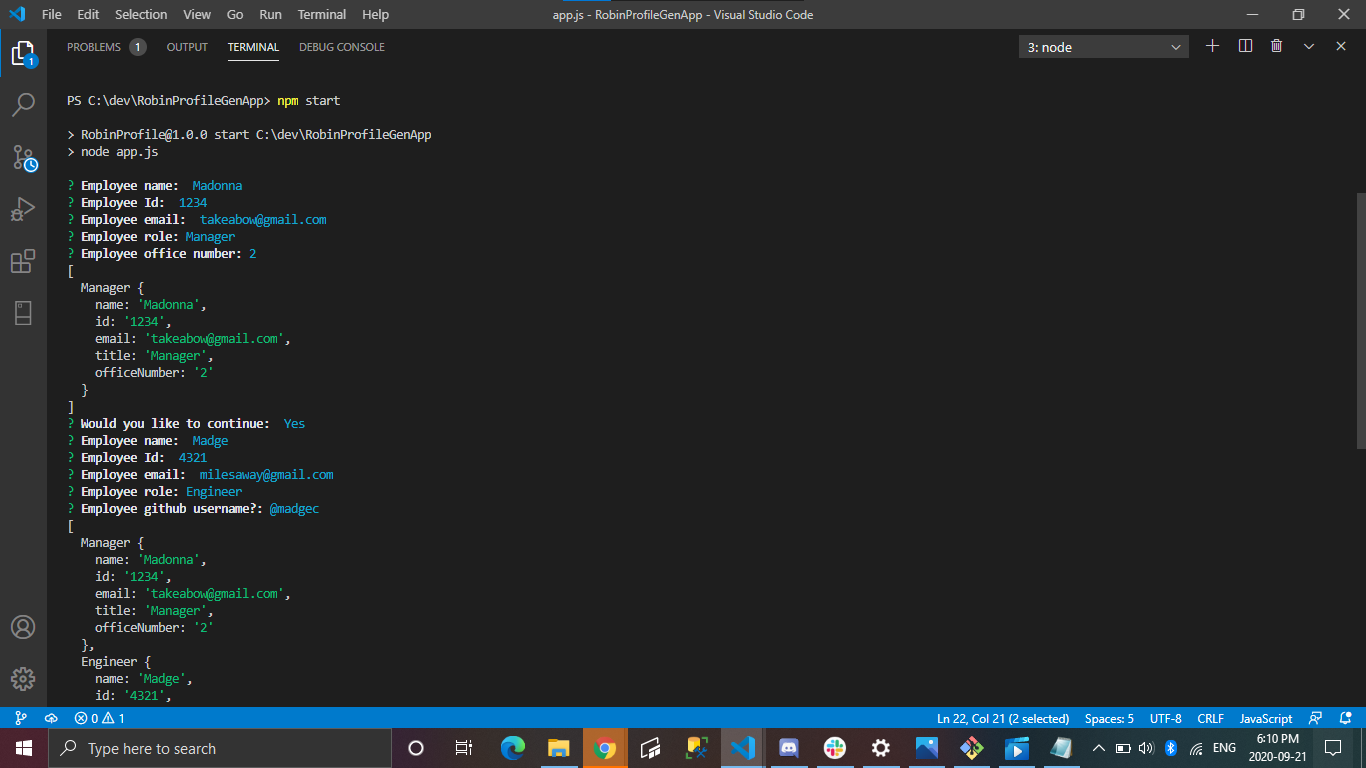 File Edit Selection View Go Run Terminal Help app.js - RobinProfileGenApp - Visual Studio Code
PROBLEMS 1 OUTPUT TERMINAL DEBUG CONSOLE 3: node
1
PS C:\dev\RobinProfileGenApp> npm start
> RobinProfile@1.0.0 start C:\dev\RobinProfileGenApp
> node app.js
? Employee name: Madonna
? Employee Id: 1234
? Employee email: takeabow@gmail.com
? Employee role: Manager
? Employee office number: 2
[
Manager {
name: 'Madonna',
id: '1234',
email: 'takeabow@gmail.com',
title: 'Manager',
officeNumber: '2'
}
]
? Would you like to continue: Yes
? Employee name: Madge
? Employee Id: 4321
? Employee email: milesaway@gmail.com
? Employee role: Engineer
? Employee github username?: @madgec
[
Manager {
name: 'Madonna',
id: '1234',
email: 'takeabow@gmail.com',
title: 'Manager',
officeNumber: '2'
},
Engineer {
name: 'Madge',
id: '4321',
0 1 Ln 22, Col 21 (2 selected) Spaces: 5 UTF-8 CRLF JavaScript
Type here to search ENG 6:10 PM
2020-09-21